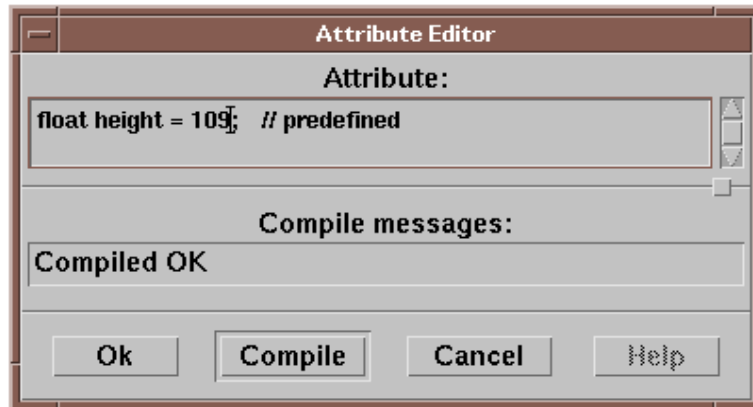 Attribute Editor
Attribute:
float height = 109; // predefined
Compile messages:
Compiled OK
Ok Compile Cancel Help